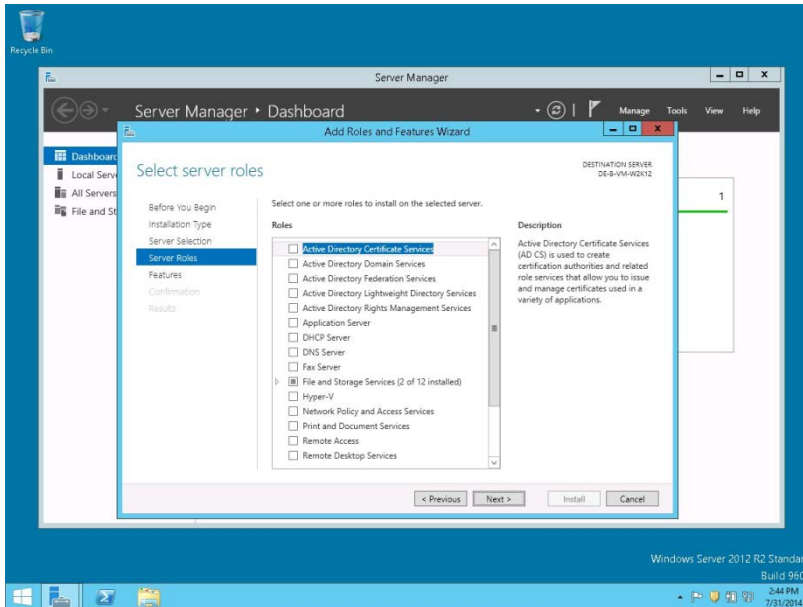 Recycle Bin
Server Manager
Server Manager ‣ Dashboard
Manage Tools View Help
Add Roles and Features Wizard
Dashboard
Local Serve
All Servers
File and St
1
Select server roles
DESTINATION SERVER
DE-B-VM-W2K12
Before You Begin
Installation Type
Server Selection
Server Roles
Features
Confirmation
Results
Select one or more roles to install on the selected server.
Roles
Active Directory Certificate Services
Active Directory Domain Services
Active Directory Federation Services
Active Directory Lightweight Directory Services
Active Directory Rights Management Services
Application Server
DHCP Server
DNS Server
Fax Server
File and Storage Services (2 of 12 installed)
Hyper-V
Network Policy and Access Services
Print and Document Services
Remote Access
Remote Desktop Services
Description
Active Directory Certificate Services
(AD CS) is used to create
certification authorities and related
role services that allow you to issue
and manage certificates used in a
variety of applications.
< Previous
Next >
Install
Cancel
Windows Server 2012 R2 Standar
Build 960
2:44 PM
7/31/2014